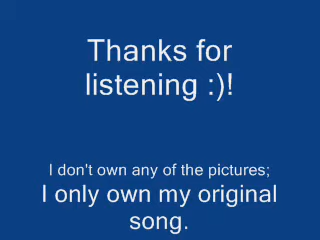 Thanks for
listening :)!
I don't own any of the pictures;
I only own my original
song.